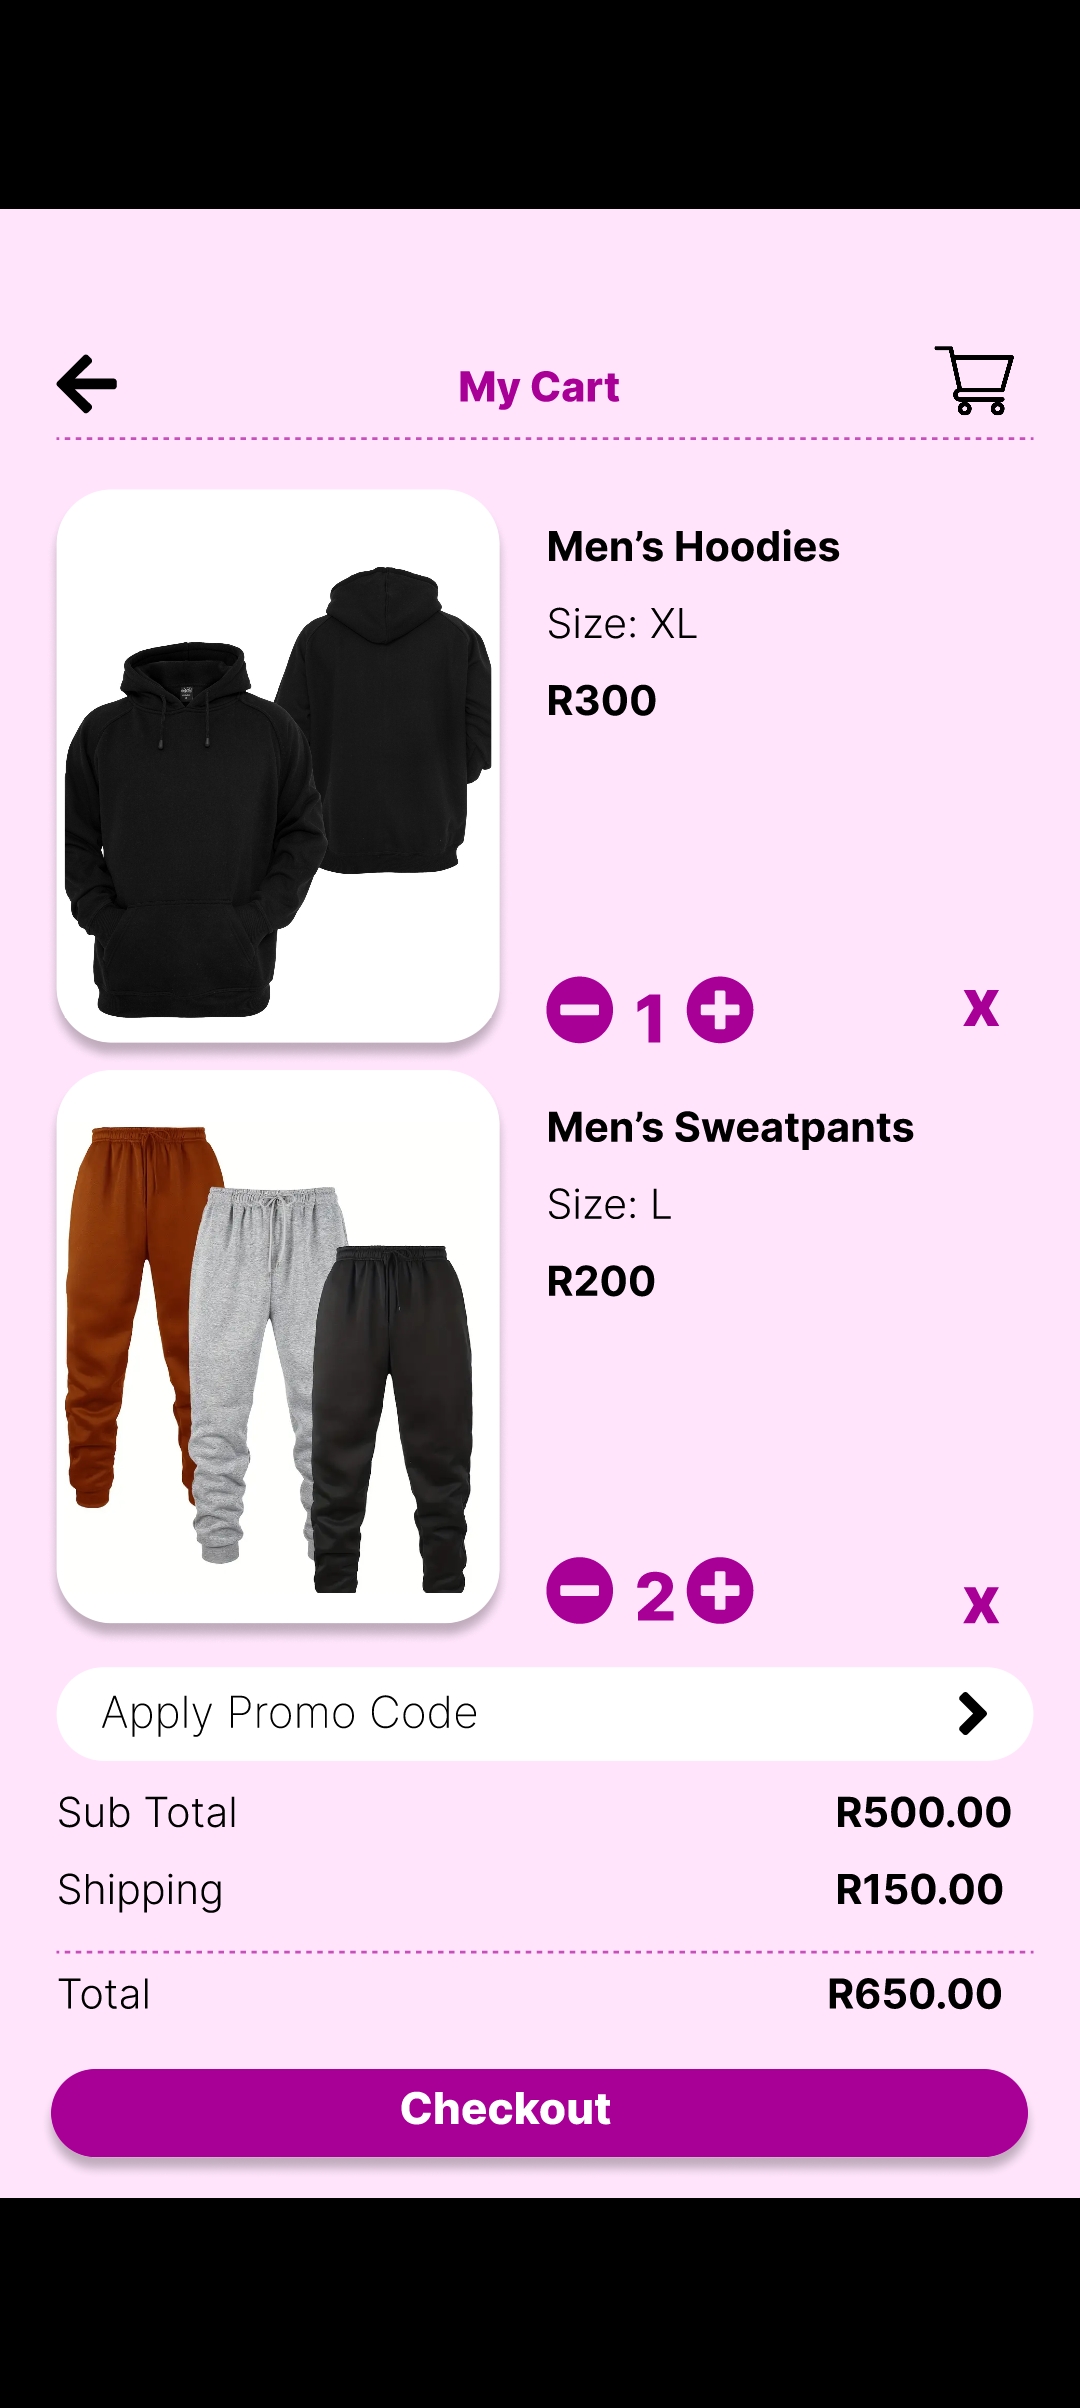 My Cart
Men’s Hoodies
Size: XL
R300
1
x
Men’s Sweatpants
Size: L
R200
2
x
Apply Promo Code
Sub Total R500.00
Shipping R150.00
Total R650.00
Checkout